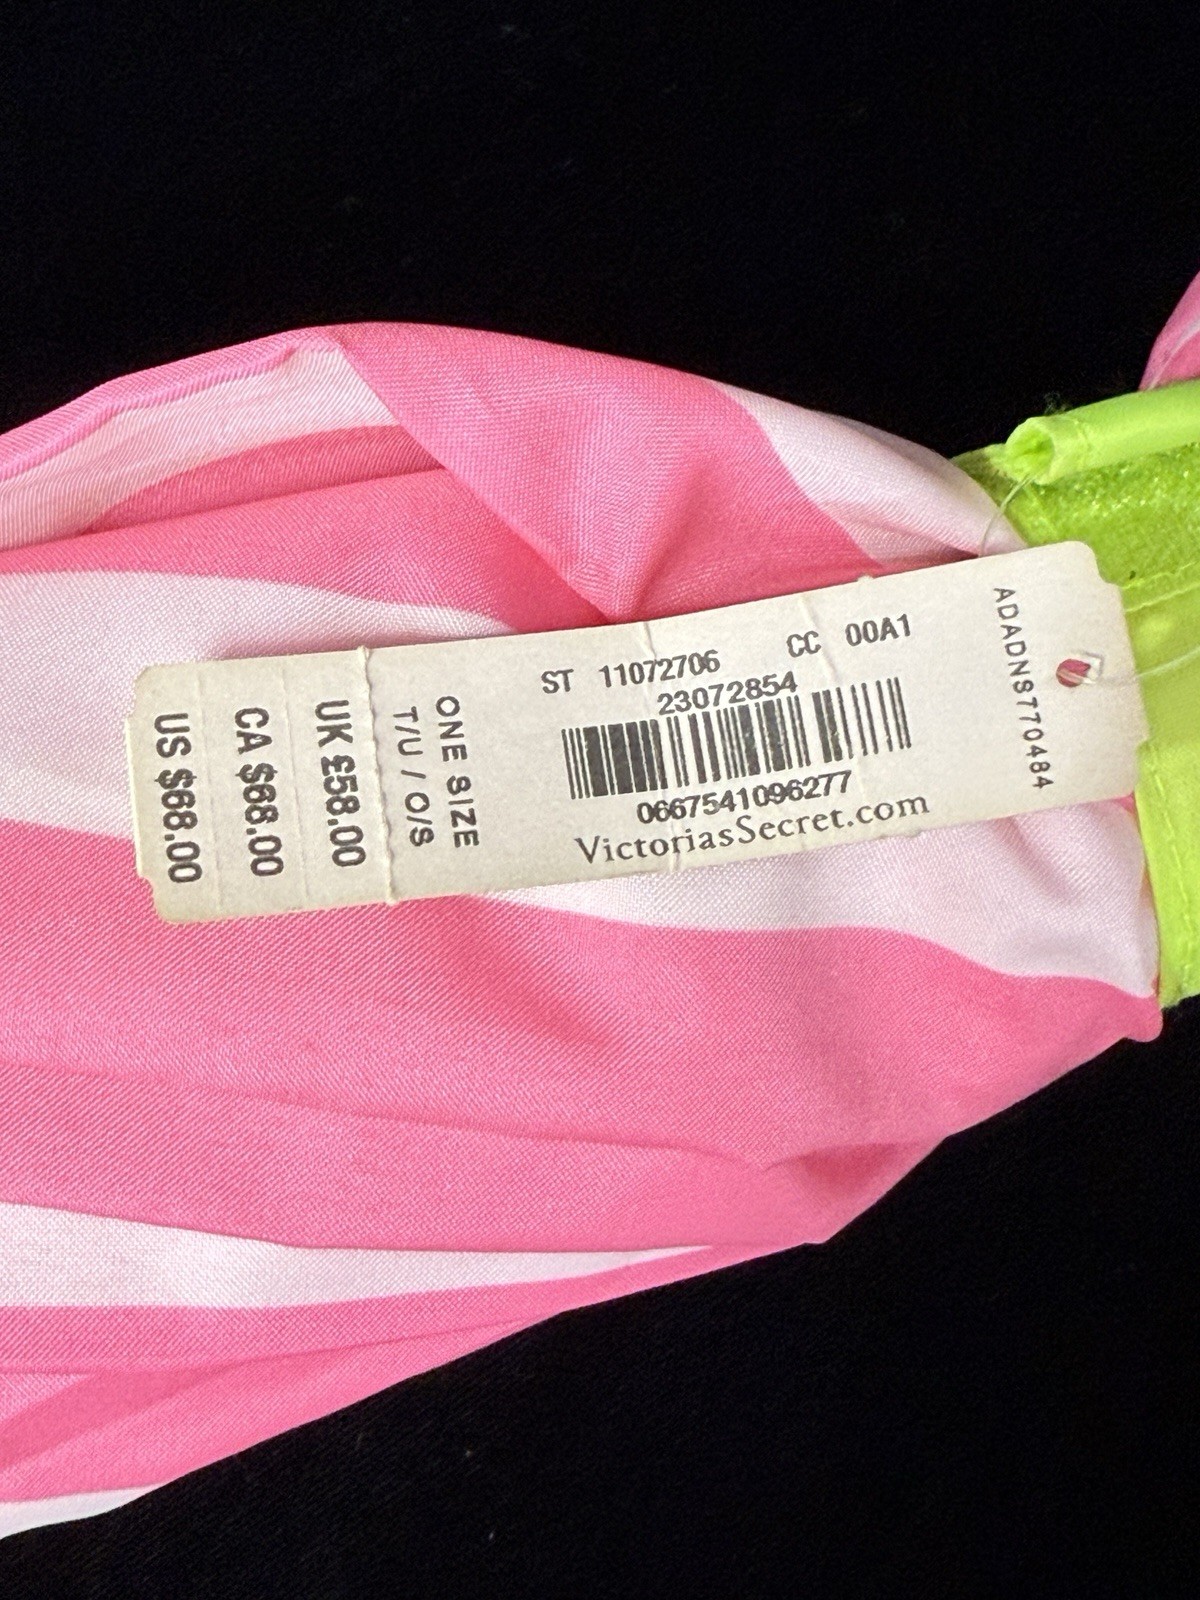 ADADNS770484
ST 11072706 CC 00A1
23072854
0667541096277
VictoriasSecret.com
ONE SIZE
T/U / O/S
UK £58.00
CA $68.00
US $68.00